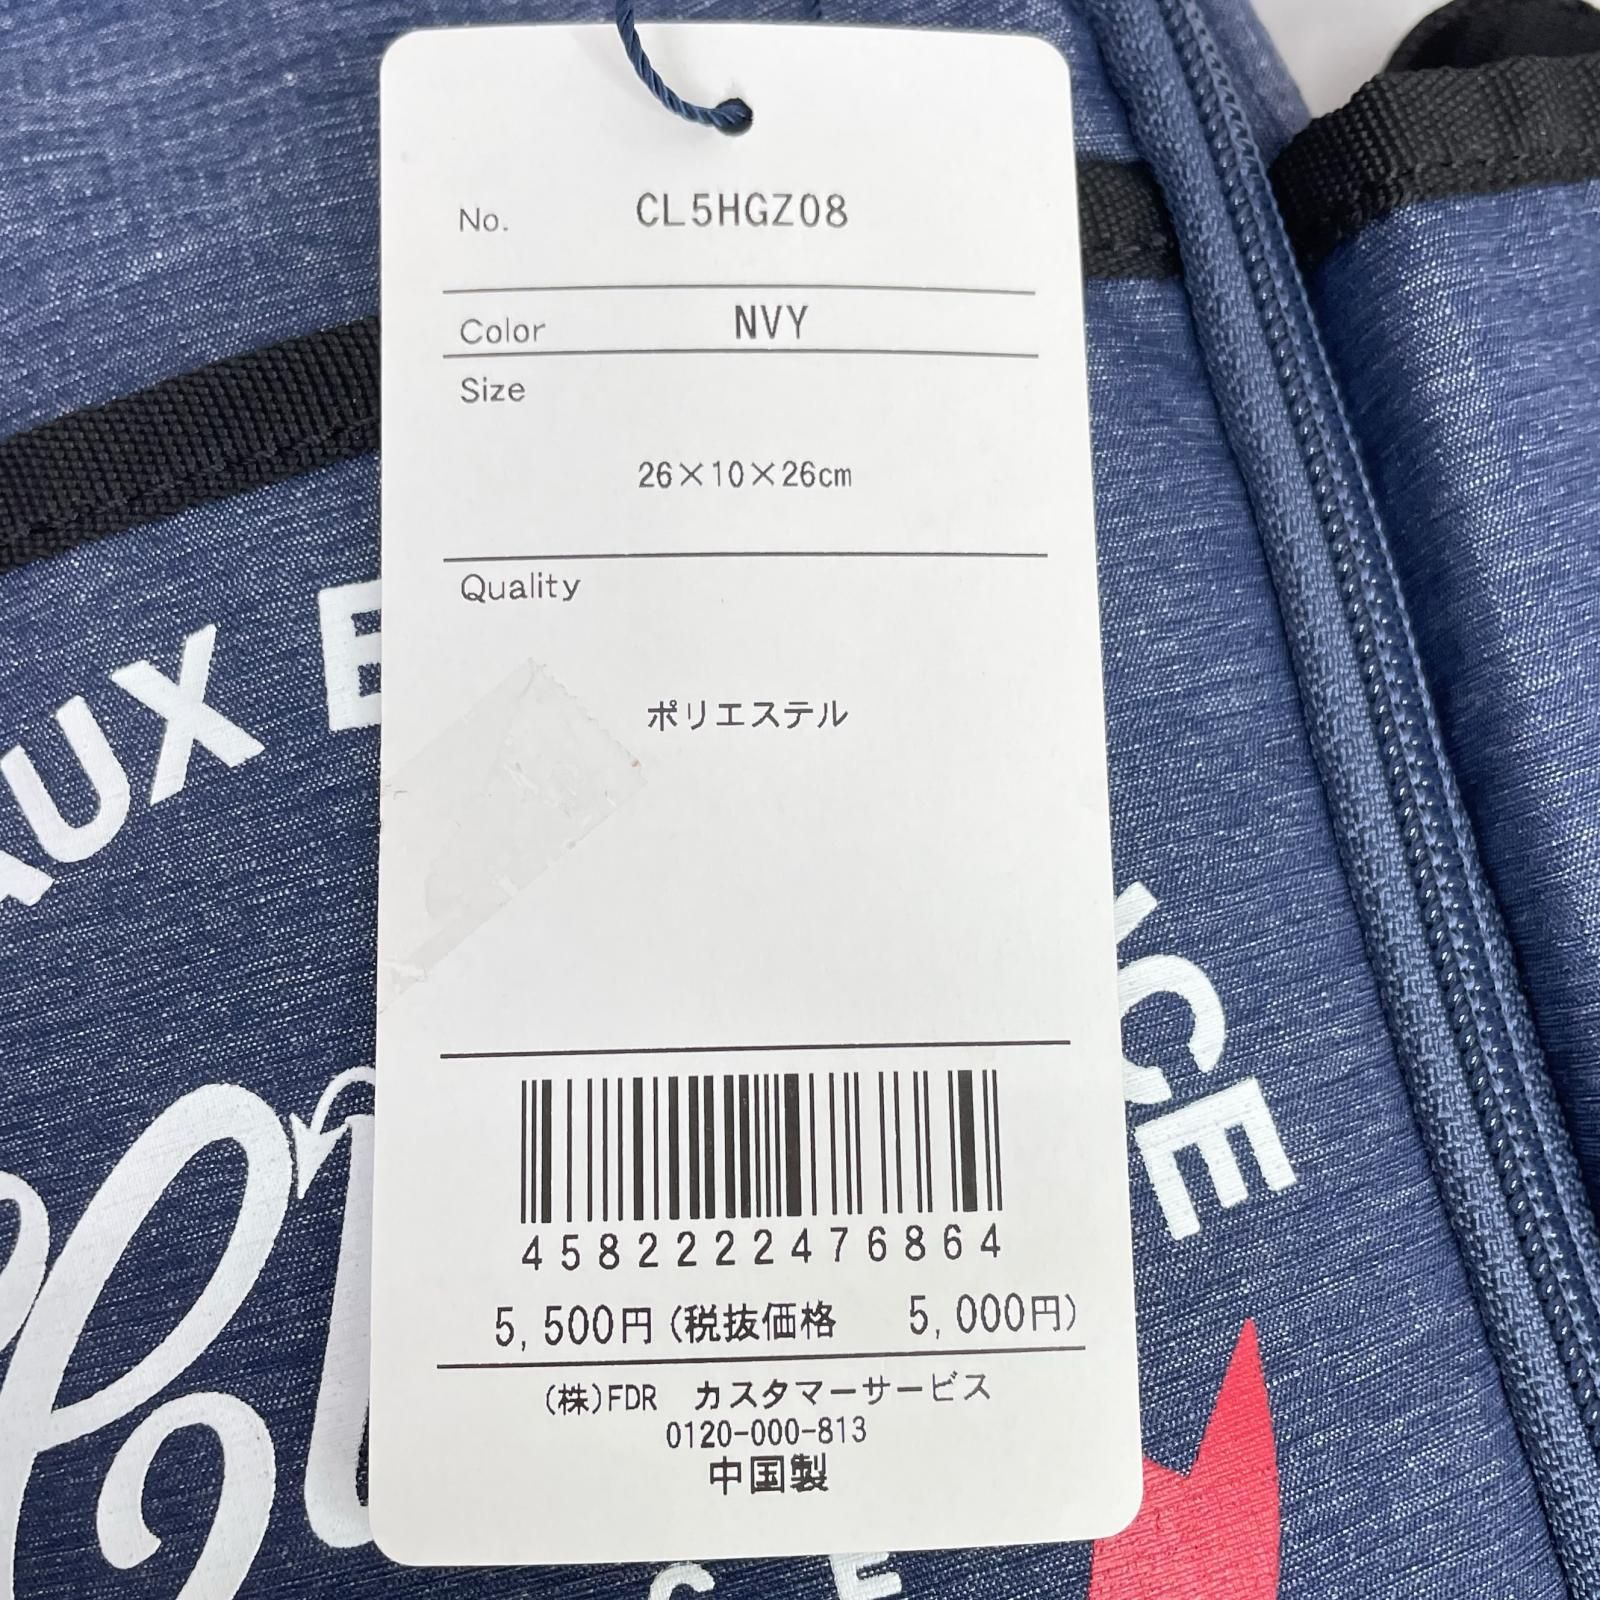 No. CL5HGZ08
Color NVY
Size
26×10×26cm
Quality
ポリエステル
4582222476864
5,500円(税抜価格 5,000円)
(株)FDR カスタマーサービス
0120-000-813
中国製
AUX E
CE
CE